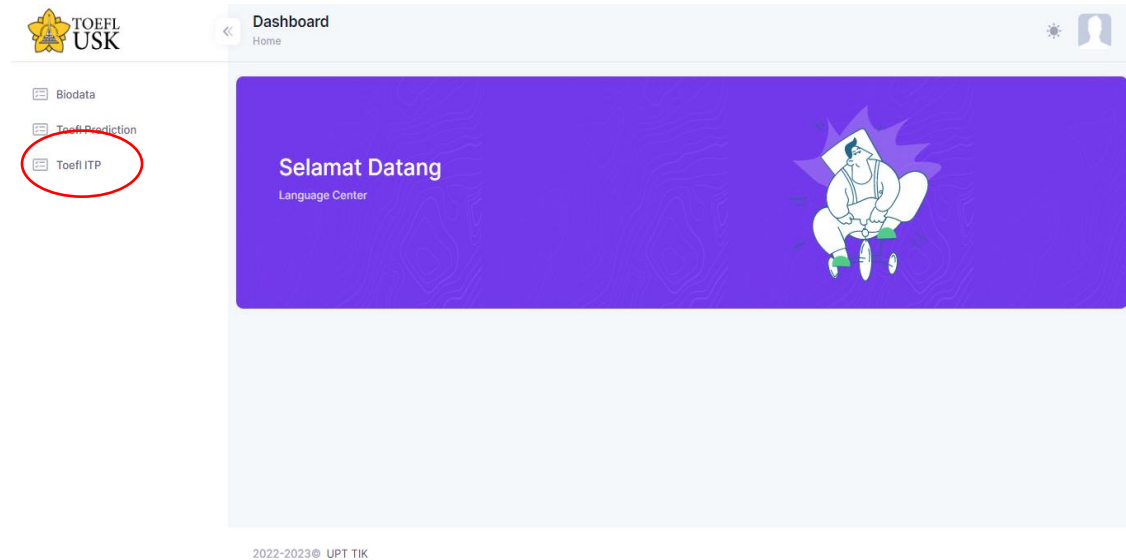 TOEFL
USK
Dashboard
Home
Biodata
Toefl Prediction
Toefl ITP
Selamat Datang
Language Center
2022-2023© UPT TIK